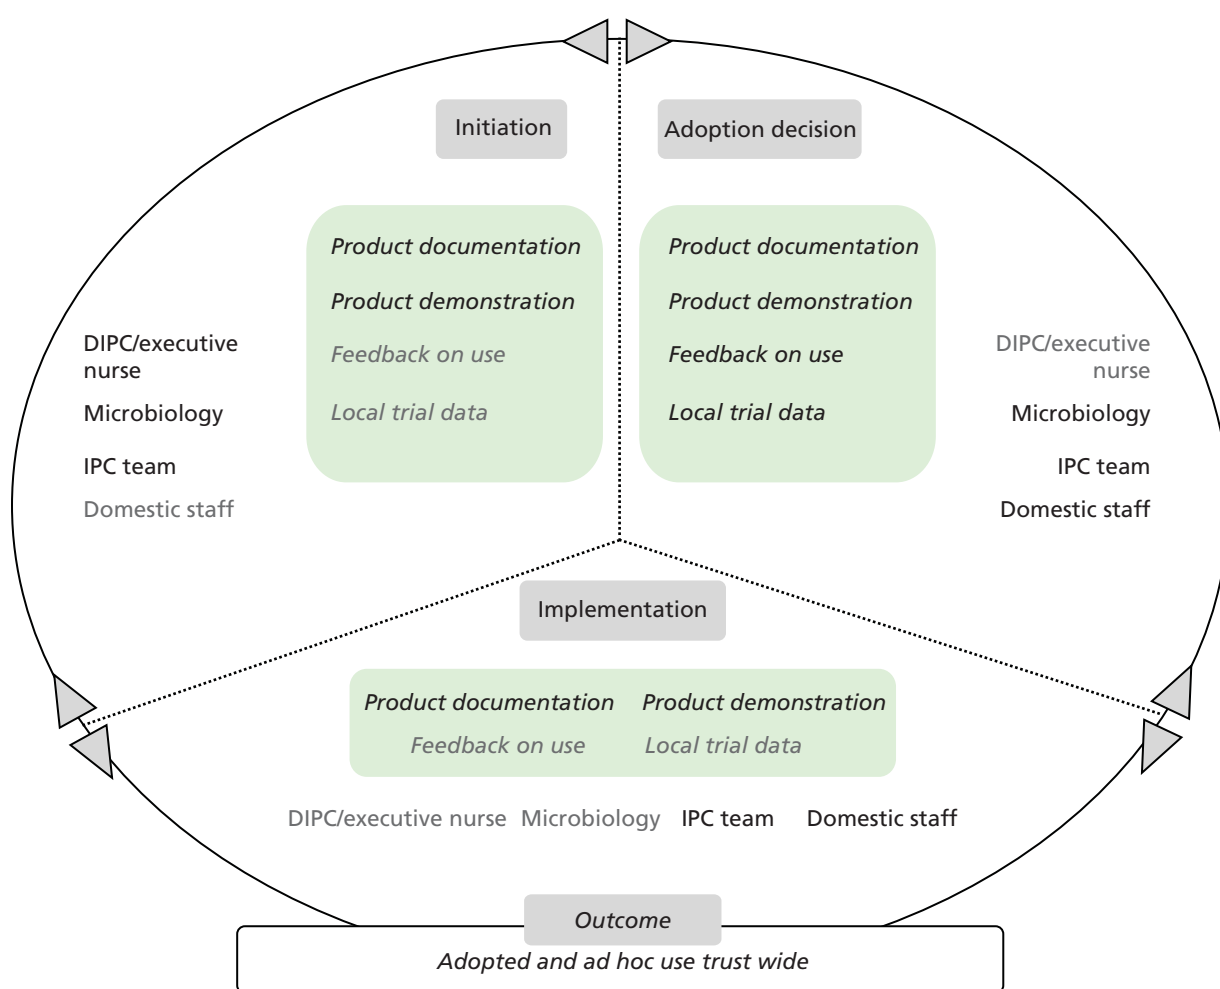 Initiation
Adoption decision
Product documentation
Product demonstration
Feedback on use
Local trial data
Product documentation
Product demonstration
Feedback on use
Local trial data
DIPC/executive
nurse
Microbiology
IPC team
Domestic staff
DIPC/executive
nurse
Microbiology
IPC team
Domestic staff
Implementation
Product documentation Product demonstration
Feedback on use Local trial data
DIPC/executive nurse Microbiology IPC team Domestic staff
Outcome
Adopted and ad hoc use trust wide